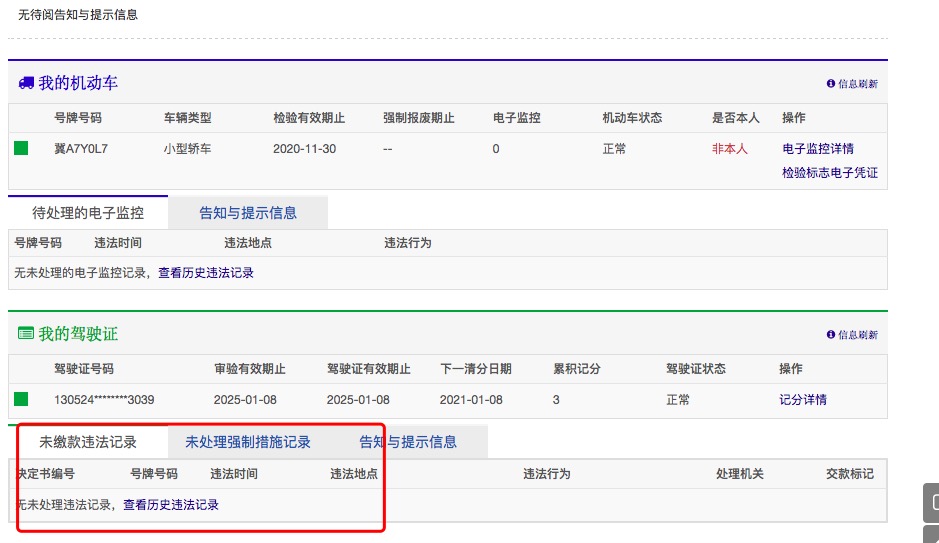 无待阅告知与提示信息
我的机动车 信息刷新
号牌号码 车辆类型 检验有效期止 强制报废期止 电子监控 机动车状态 是否本人 操作
冀A7Y0L7 小型轿车 2020-11-30 -- 0 正常 非本人 电子监控详情
检验标志电子凭证
待处理的电子监控 告知与提示信息
号牌号码 违法时间 违法地点 违法行为
无未处理的电子监控记录，查看历史违法记录
我的驾驶证 信息刷新
驾驶证号码 审验有效期止 驾驶证有效期止 下一清分日期 累积记分 驾驶证状态 操作
130524********3039 2025-01-08 2025-01-08 2021-01-08 3 正常 记分详情
未缴款违法记录 未处理强制措施记录 告知与提示信息
决定书编号 号牌号码 违法时间 违法地点 违法行为 处理机关 交款标记
无未处理违法记录，查看历史违法记录